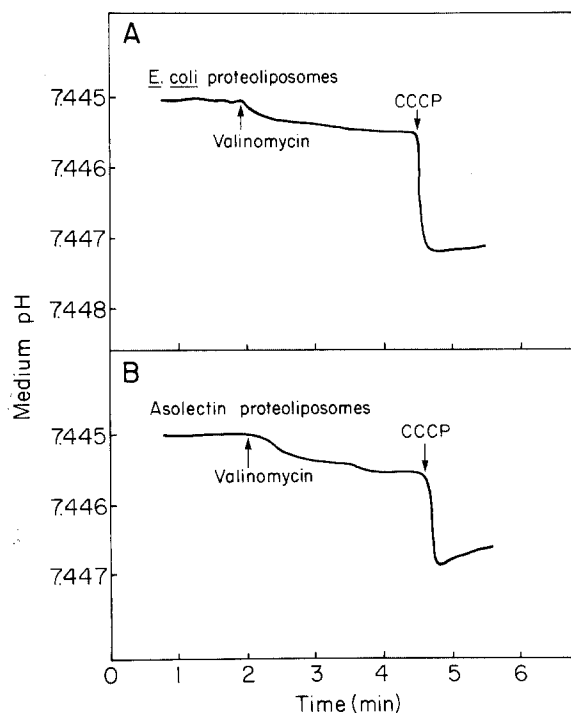 A
E. coli proteoliposomes
CCCP
Valinomycin
7.445
7.446
7.447
7.448
Medium pH
B
Asolectin proteoliposomes
CCCP
Valinomycin
7.445
7.446
7.447
0 1 2 3 4 5 6
Time (min)